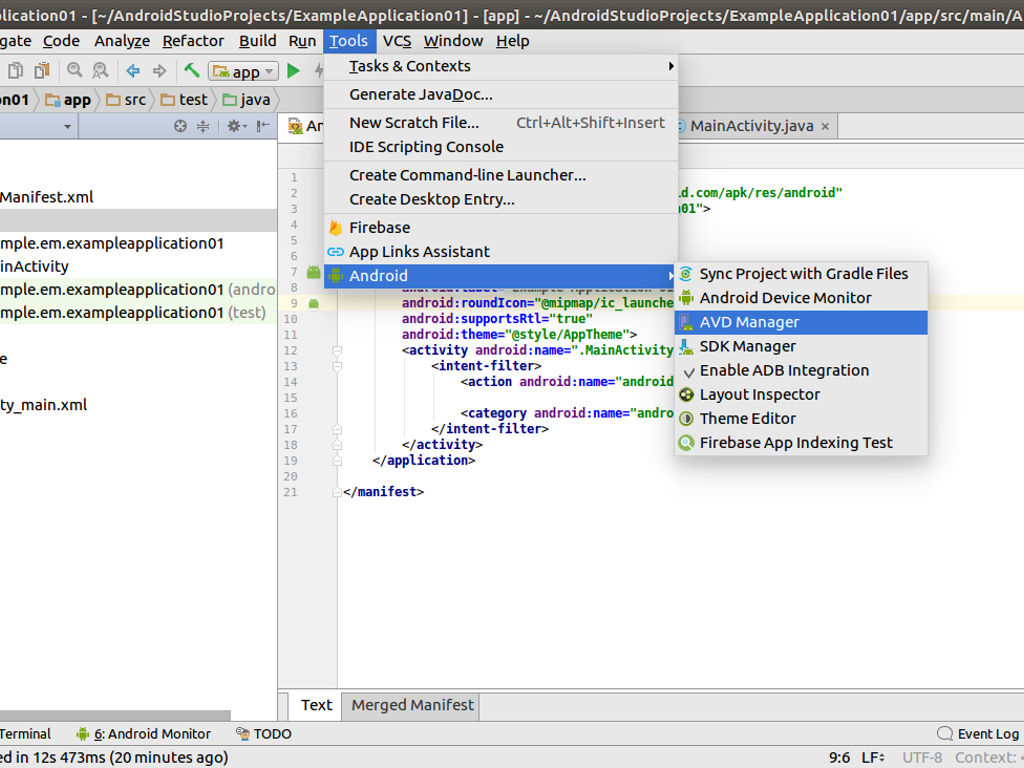 lication01 - [~/AndroidStudioProjects/ExampleApplication01] - [app] - ~/AndroidStudioProjects/ExampleApplication01/app/src/main/A
gate Code Analyze Refactor Build Run Tools VCS Window Help
app
n01 app src test java
Tasks & Contexts
Generate JavaDoc...
New Scratch File... Ctrl+Alt+Shift+Insert
IDE Scripting Console
Create Command-line Launcher...
Create Desktop Entry...
Firebase
App Links Assistant
Android
Sync Project with Gradle Files
Android Device Monitor
AVD Manager
SDK Manager
Enable ADB Integration
Layout Inspector
Theme Editor
Firebase App Indexing Test
Manifest.xml
mple.em.exampleapplication01
inActivity
mple.em.exampleapplication01 (andro
mple.em.exampleapplication01 (test)
e
ty_main.xml
An MainActivity.java ×
1
2 d.com/apk/res/android"
3 n01">
4
5
6
7
8
9 android:roundIcon="@mipmap/ic_launche
10 android:supportsRtl="true"
11 android:theme="@style/AppTheme">
12 <activity android:name=".MainActivity
13 <intent-filter>
14 <action android:name="android
15
16 <category android:name="andro
17 </intent-filter>
18 </activity>
19 </application>
20
21 </manifest>
Text Merged Manifest
Terminal 6: Android Monitor TODO Event Log
ed in 12s 473ms (20 minutes ago) 9:6 LF÷ UTF-8 Context: